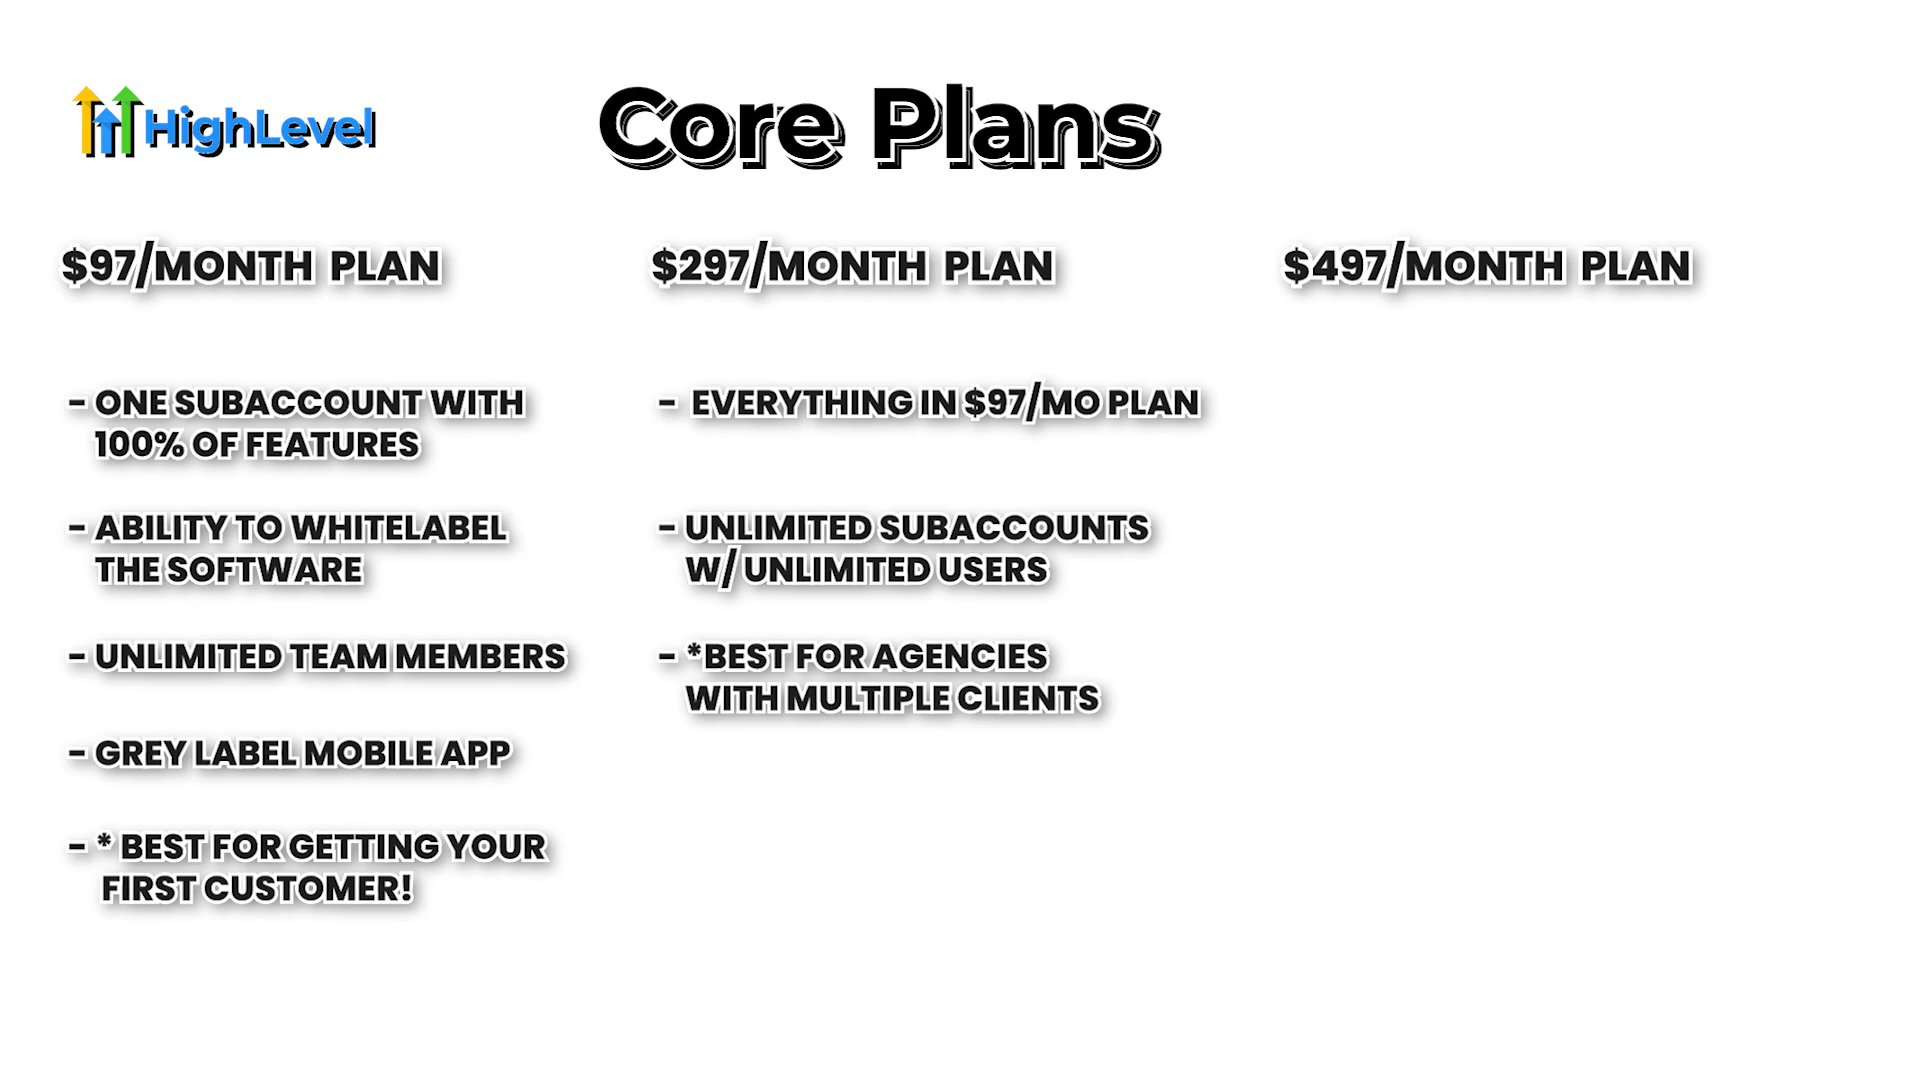 HighLevel
Core Plans
$97/MONTH PLAN
- ONE SUBACCOUNT WITH
100% OF FEATURES
- ABILITY TO WHITELABEL
THE SOFTWARE
- UNLIMITED TEAM MEMBERS
- GREY LABEL MOBILE APP
- * BEST FOR GETTING YOUR
FIRST CUSTOMER!
$297/MONTH PLAN
- EVERYTHING IN $97/MO PLAN
- UNLIMITED SUBACCOUNTS
W/ UNLIMITED USERS
- *BEST FOR AGENCIES
WITH MULTIPLE CLIENTS
$497/MONTH PLAN